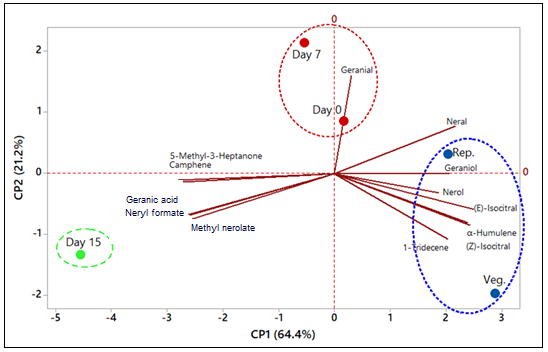 0
2
Day 7
Geranial
1
Day 0
Neral
5-Methyl-3-Heptanone
Camphene
Rep.
Geraniol
0
0
Geranic acid
Neryl formate
Methyl nerolate
Nerol
(E)-Isocitral
α-Humulene
(Z)-Isocitral
1-Tridecene
-1
Day 15
Veg.
-2
CP2 (21.2%)
-5 -4 -3 -2 -1 0 1 2 3
CP1 (64.4%)